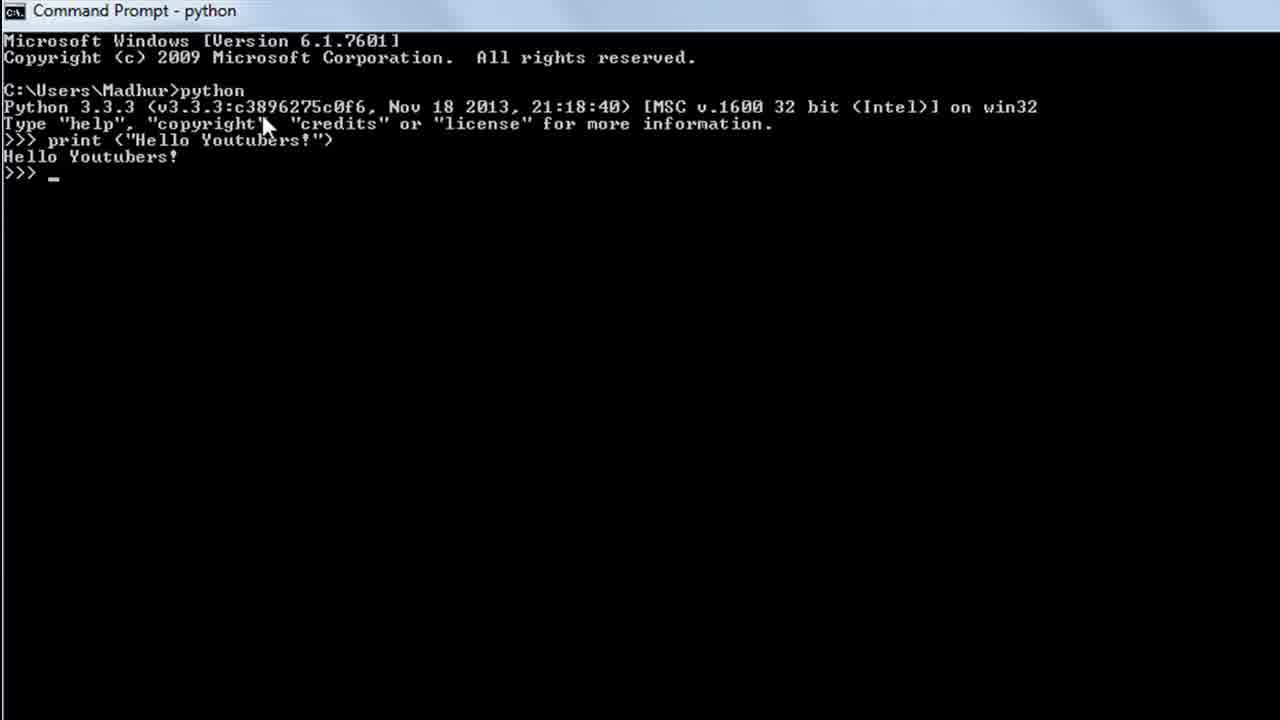 Command Prompt - python
Microsoft Windows [Version 6.1.7601]
Copyright (c) 2009 Microsoft Corporation.  All rights reserved.
C:\Users\Madhur>python
Python 3.3.3 (v3.3.3:c3896275c0f6, Nov 18 2013, 21:18:40) [MSC v.1600 32 bit (Intel)] on win32
Type "help", "copyright", "credits" or "license" for more information.
>>> print ("Hello Youtubers!")
Hello Youtubers!
>>> _